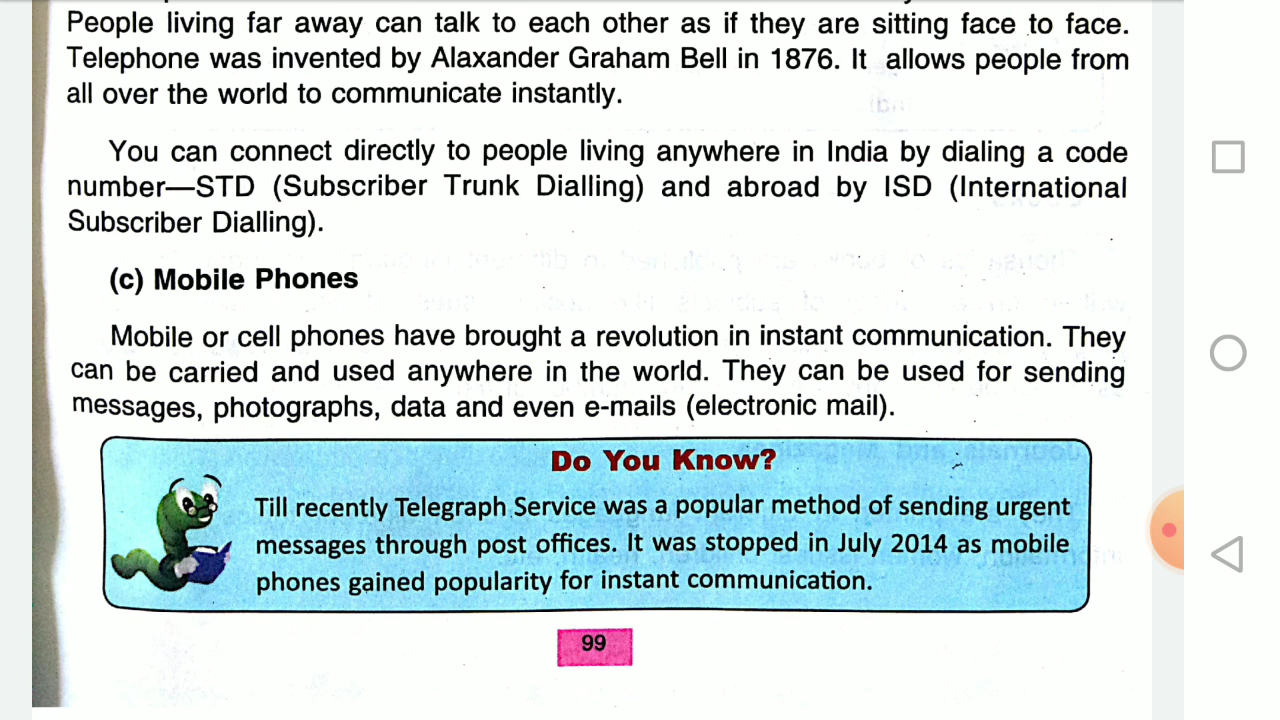 People living far away can talk to each other as if they are sitting face to face.
Telephone was invented by Alaxander Graham Bell in 1876. It allows people from
all over the world to communicate instantly.
You can connect directly to people living anywhere in India by dialing a code
number—STD (Subscriber Trunk Dialling) and abroad by ISD (International
Subscriber Dialling).
(c) Mobile Phones
Mobile or cell phones have brought a revolution in instant communication. They
can be carried and used anywhere in the world. They can be used for sending
messages, photographs, data and even e-mails (electronic mail).
Do You Know?
Till recently Telegraph Service was a popular method of sending urgent
messages through post offices. It was stopped in July 2014 as mobile
phones gained popularity for instant communication.
99